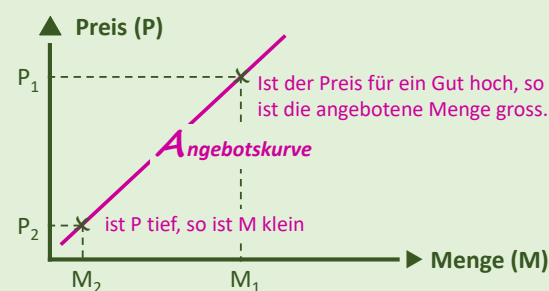 Preis (P)
P1
Ist der Preis für ein Gut hoch, so
ist die angebotene Menge gross.
Angebotskurve
P2
ist P tief, so ist M klein
Menge (M)
M2
M1